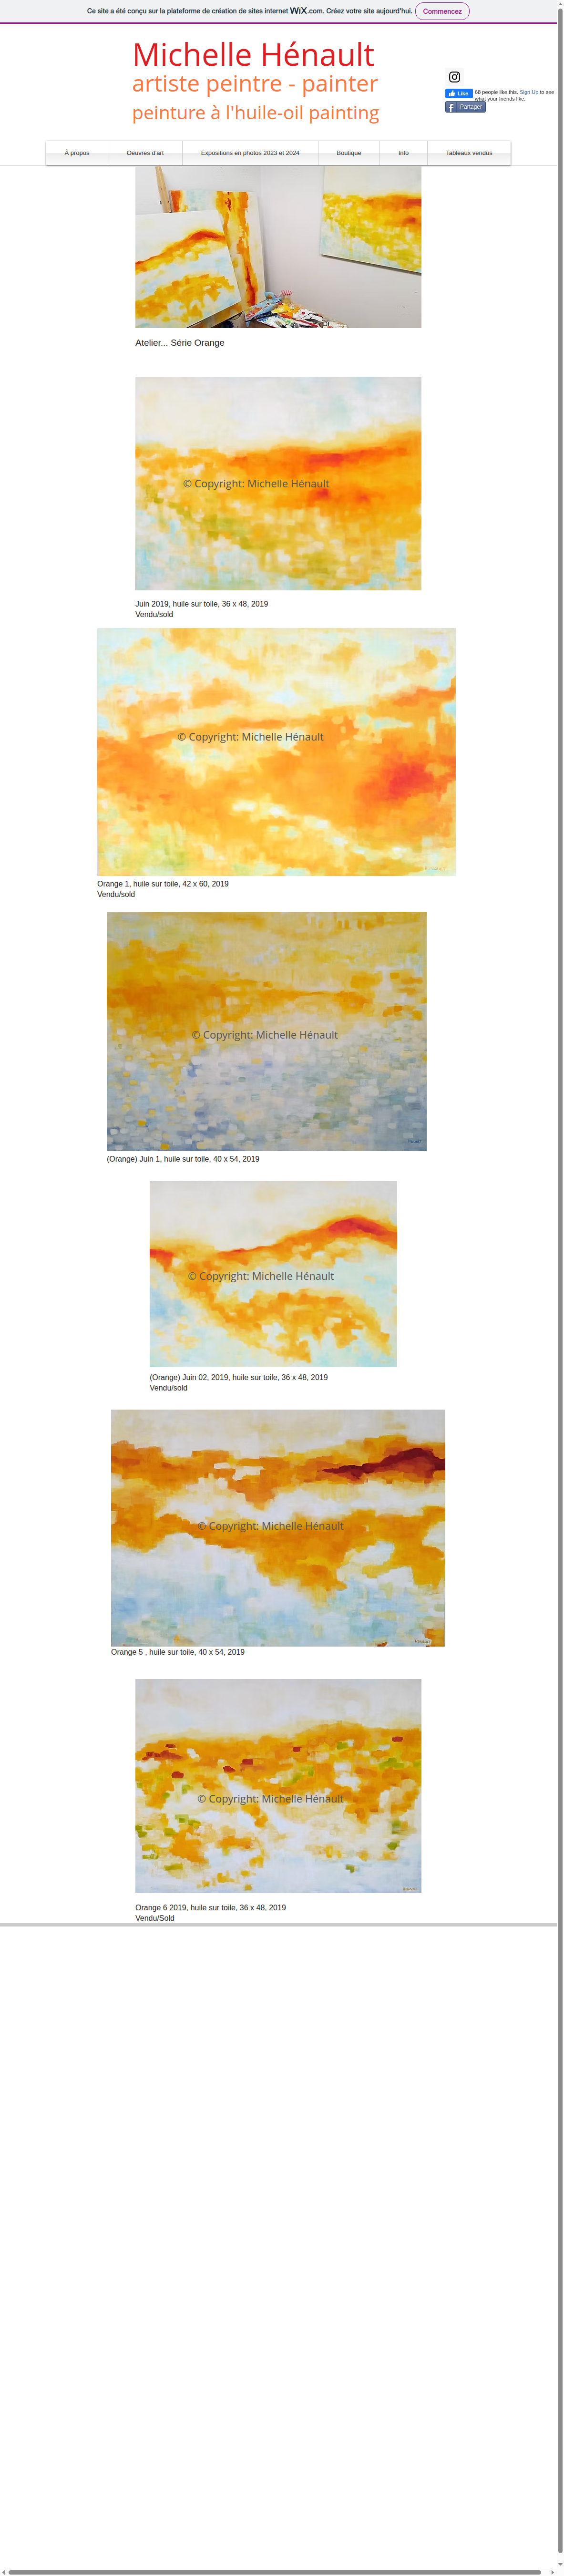 Ce site a été conçu sur la plateforme de création de sites internet WiX.com. Créez votre site aujourd'hui. Commencez
Michelle Hénault
artiste peintre - painter
peinture à l'huile-oil painting
Like 68 people like this. Sign Up to see
what your friends like.
Partager
À propos Oeuvres d'art Expositions en photos 2023 et 2024 Boutique Info Tableaux vendus
Atelier... Série Orange
© Copyright: Michelle Hénault
Juin 2019, huile sur toile, 36 x 48, 2019
Vendu/sold
© Copyright: Michelle Hénault
Orange 1, huile sur toile, 42 x 60, 2019
Vendu/sold
© Copyright: Michelle Hénault
(Orange) Juin 1, huile sur toile, 40 x 54, 2019
© Copyright: Michelle Hénault
(Orange) Juin 02, 2019, huile sur toile, 36 x 48, 2019
Vendu/sold
© Copyright: Michelle Hénault
Orange 5 , huile sur toile, 40 x 54, 2019
© Copyright: Michelle Hénault
Orange 6 2019, huile sur toile, 36 x 48, 2019
Vendu/Sold